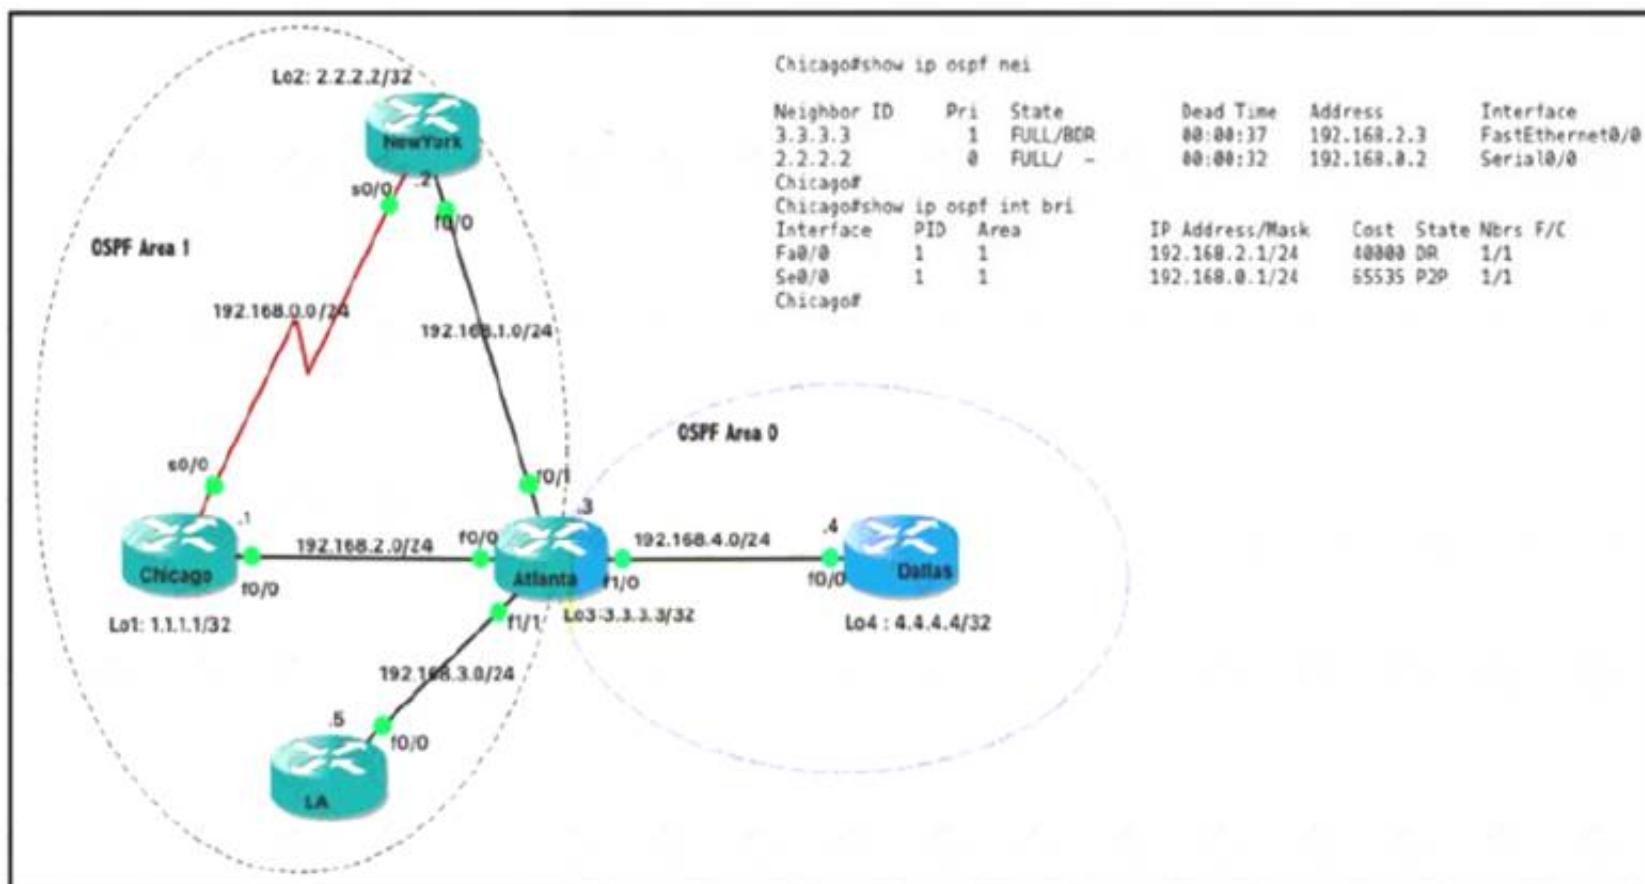 Chicago#show ip ospf nei
Neighbor ID Pri State Dead Time Address Interface
3.3.3.3 1 FULL/BDR 00:00:37 192.168.2.3 FastEthernet0/0
2.2.2.2 0 FULL/ - 00:00:32 192.168.0.2 Serial0/0
Chicago#
Chicago#show ip ospf int bri
Interface PID Area IP Address/Mask Cost State Nbrs F/C
Fa0/0 1 1 192.168.2.1/24 40000 DR 1/1
Se0/0 1 1 192.168.0.1/24 65535 P2P 1/1
Chicago#
Lo2: 2.2.2.2/32
NewYork
.2
s0/0
f0/0
OSPF Area 1
192.168.0.0/24
192.168.1.0/24
OSPF Area 0
s0/0
f0/1
.1
.3
.4
192.168.2.0/24
f0/0
192.168.4.0/24
Chicago
f0/0
Atlanta
f1/0
f0/0
Dallas
Lo1: 1.1.1.1/32
f1/1
Lo3:3.3.3.3/32
Lo4 : 4.4.4.4/32
192.168.3.0/24
.5
f0/0
LA